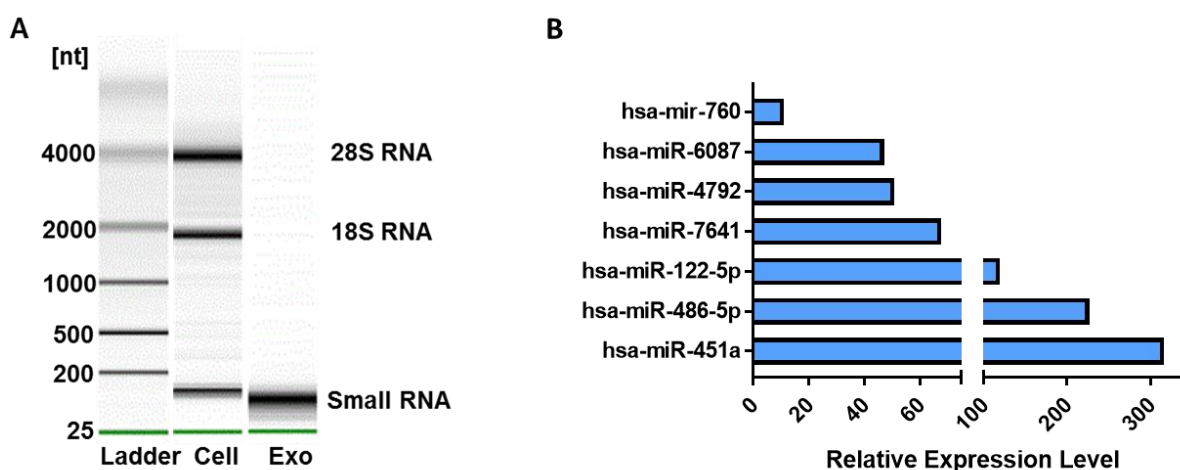 A
[nt]
4000
2000
1000
500
200
25
28S RNA
18S RNA
Small RNA
Ladder Cell Exo
B
hsa-mir-760
hsa-miR-6087
hsa-miR-4792
hsa-miR-7641
hsa-miR-122-5p
hsa-miR-486-5p
hsa-miR-451a
0 20 40 60 100 200 300
Relative Expression Level